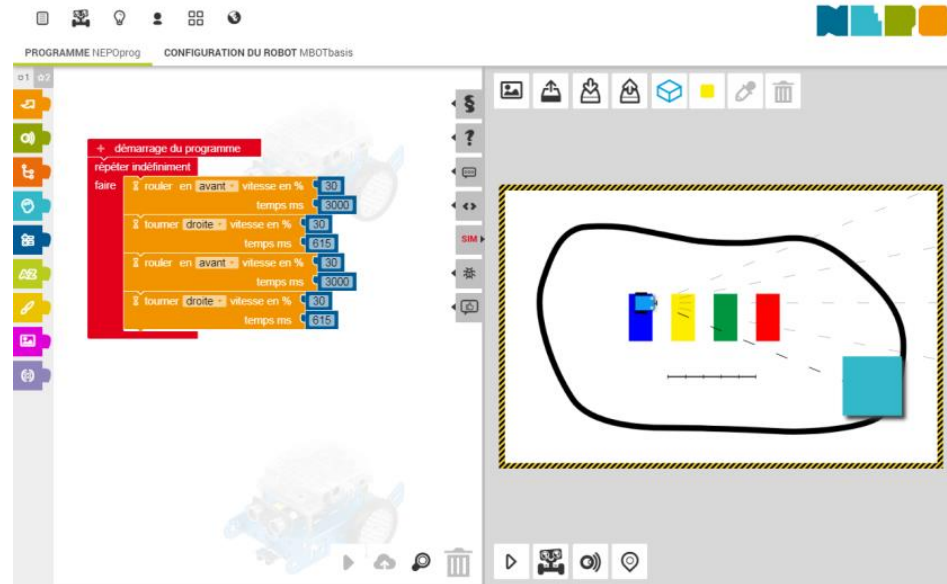 PROGRAMME NEPOprog CONFIGURATION DU ROBOT MBOTbasis
1 2
+ démarrage du programme
répéter indéfiniment
faire rouler en avant vitesse en % 30
temps ms 3000
tourner droite vitesse en % 30
temps ms 615
rouler en avant vitesse en % 30
temps ms 3000
tourner droite vitesse en % 30
temps ms 615
SIM